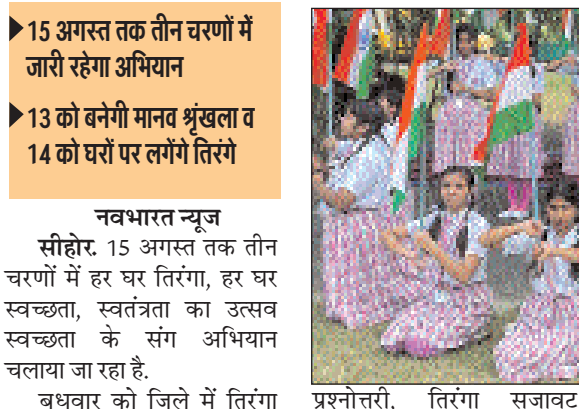 15 अगस्त तक तीन चरणों में
जारी रहेगा अभियान
13 को बनेगी मानव श्रृंखला व
14 को घरों पर लगेंगे तिरंगे
नवभारत न्यूज
सीहोर. 15 अगस्त तक तीन
चरणों में हर घर तिरंगा, हर घर
स्वच्छता, स्वतंत्रता का उत्सव
स्वच्छता के संग अभियान
चलाया जा रहा है.
बुधवार को जिले में तिरंगा
प्रश्नोत्तरी, तिरंगा सजावट